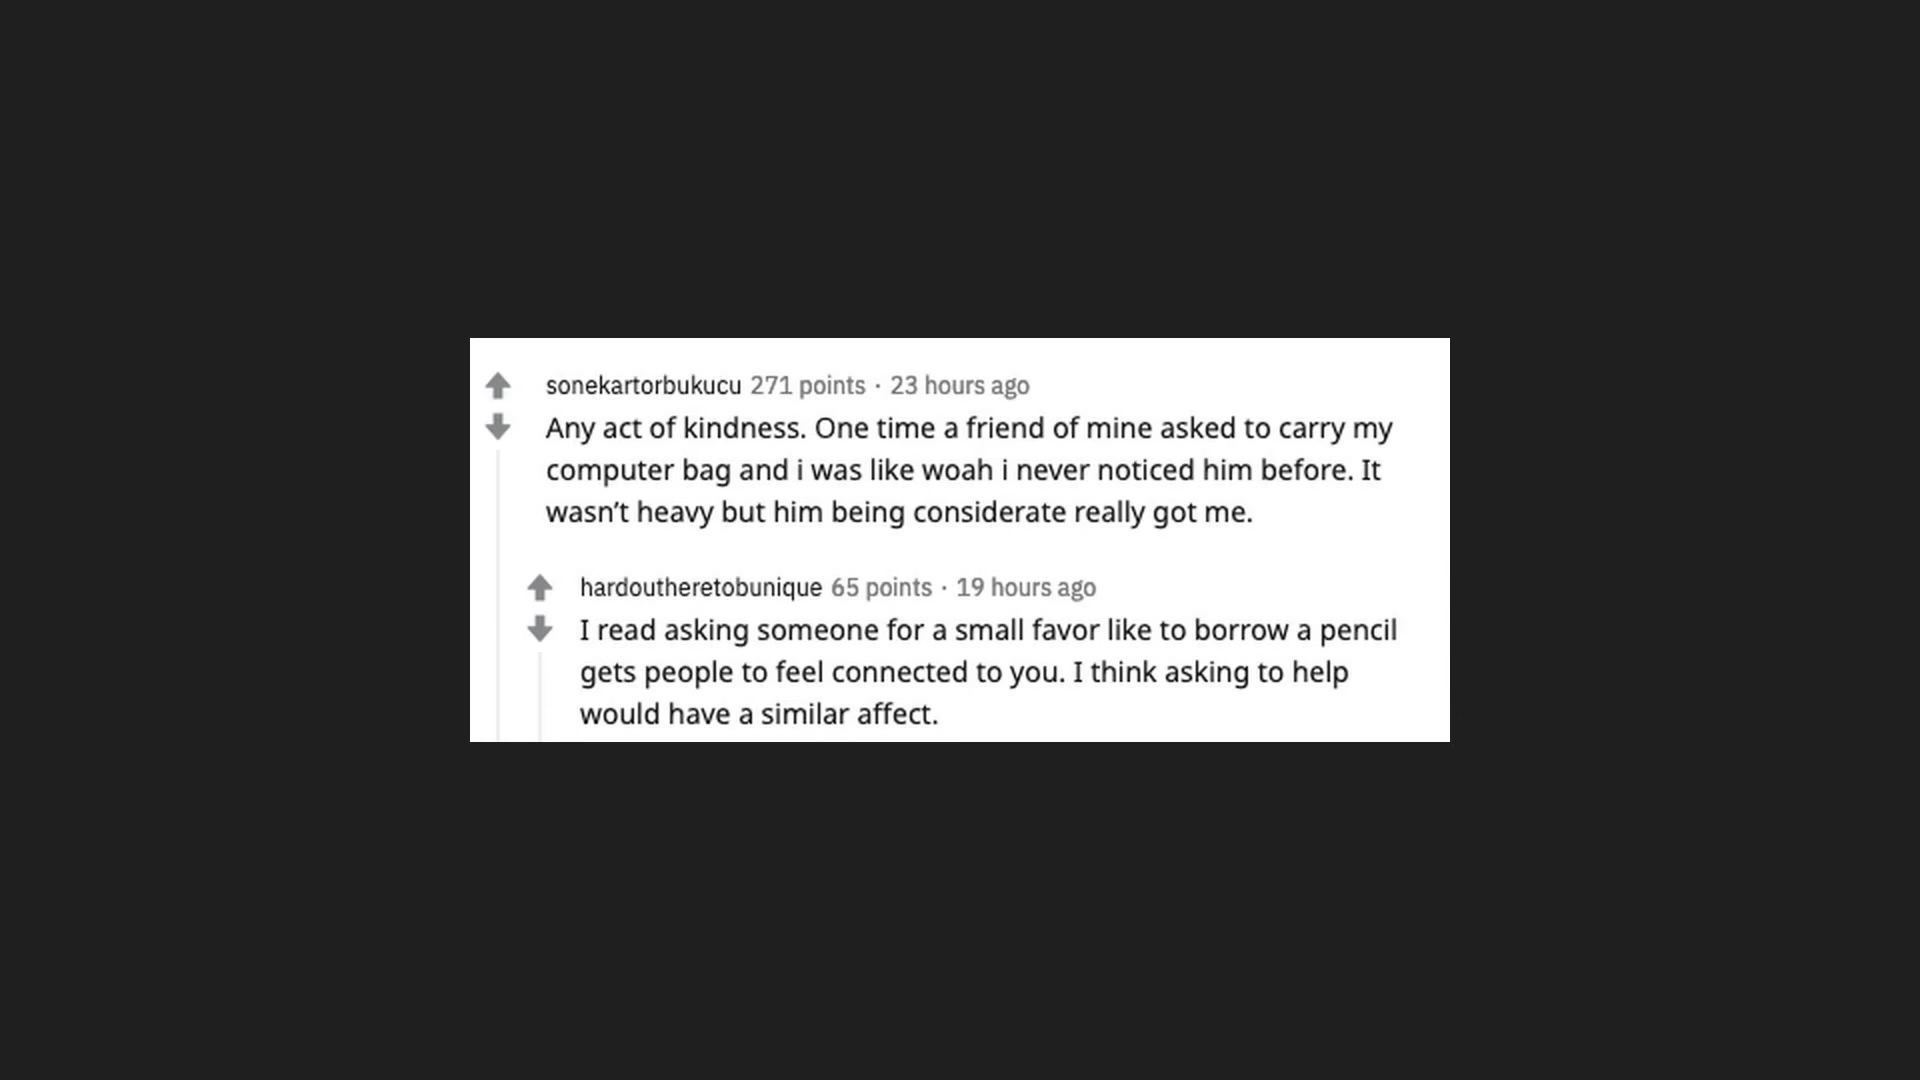 sonekartorbukucu 271 points · 23 hours ago
Any act of kindness. One time a friend of mine asked to carry my
computer bag and i was like woah i never noticed him before. It
wasn’t heavy but him being considerate really got me.
hardoutheretobunique 65 points · 19 hours ago
I read asking someone for a small favor like to borrow a pencil
gets people to feel connected to you. I think asking to help
would have a similar affect.